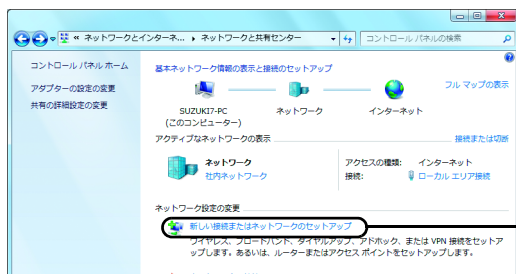 « ネットワークとインターネ... ▸ ネットワークと共有センター
コントロール パネルの検索
コントロール パネル ホーム
アダプターの設定の変更
共有の詳細設定の変更
基本ネットワーク情報の表示と接続のセットアップ
フル マップの表示
SUZUKI7-PC
(このコンピューター)
ネットワーク
インターネット
アクティブなネットワークの表示
接続または切断
ネットワーク
社内ネットワーク
アクセスの種類: インターネット
接続: ローカル エリア接続
ネットワーク設定の変更
新しい接続またはネットワークのセットアップ
ワイヤレス、ブロードバンド、ダイヤルアップ、アドホック、または VPN 接続をセットア
ップします。あるいは、ルーターまたはアクセス ポイントをセットアップします。